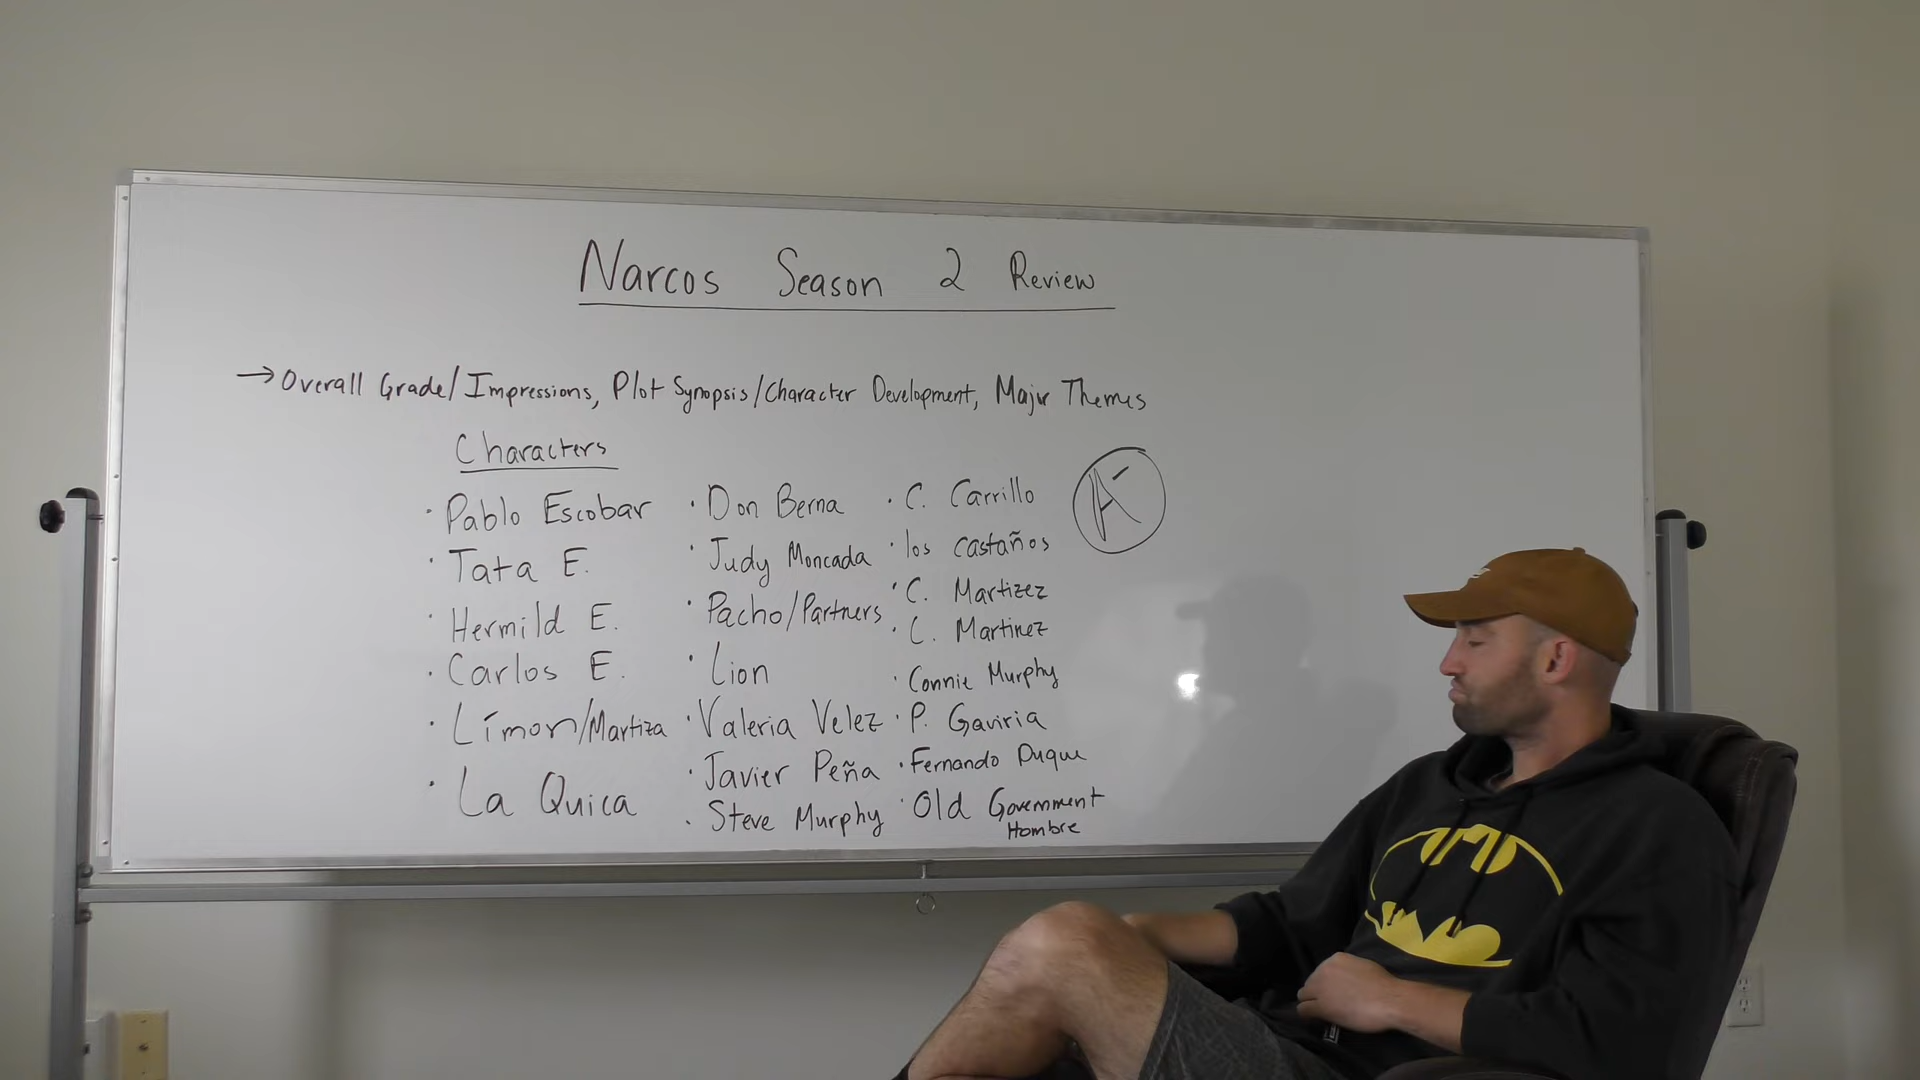 Narcos Season 2 Review
→Overall Grade/Impressions, Plot Synopsis/Character Development, Major Themes
Characters
· Pablo Escobar
· Tata E.
· Hermild E.
· Carlos E.
· Límon/Martiza
· La Quica
· Don Berna
· Judy Moncada
· Pacho/Partners
· Lion
· Valeria Velez
· Javier Peña
· Steve Murphy
· C. Carrillo
· los castaños
· C. Martizez
· C. Martinez
· Connie Murphy
· P. Gaviria
· Fernando Duque
· Old Government
Hombre
A-